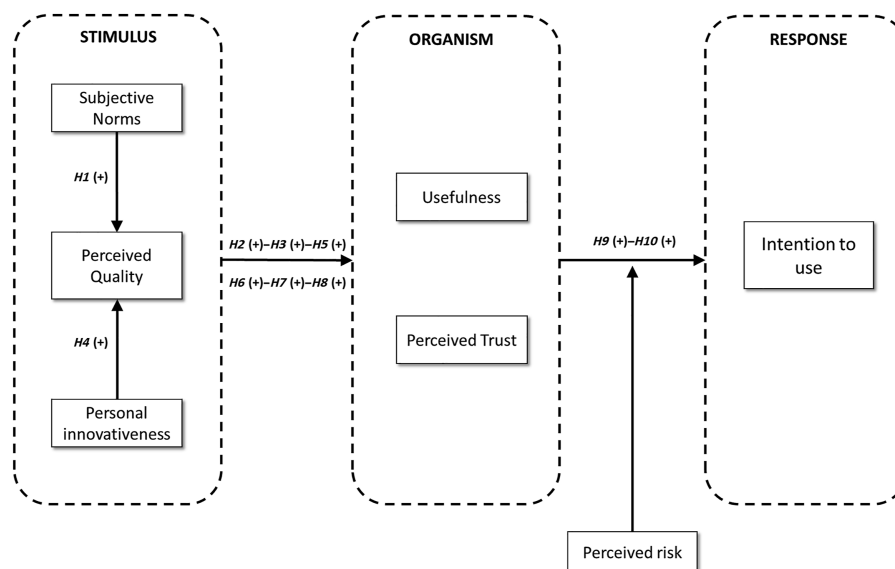 STIMULUS
Subjective
Norms
H1 (+)
Perceived
Quality
H4 (+)
Personal
innovativeness
H2 (+)–H3 (+)–H5 (+)
H6 (+)–H7 (+)–H8 (+)
ORGANISM
Usefulness
Perceived Trust
H9 (+)–H10 (+)
Perceived risk
RESPONSE
Intention to
use